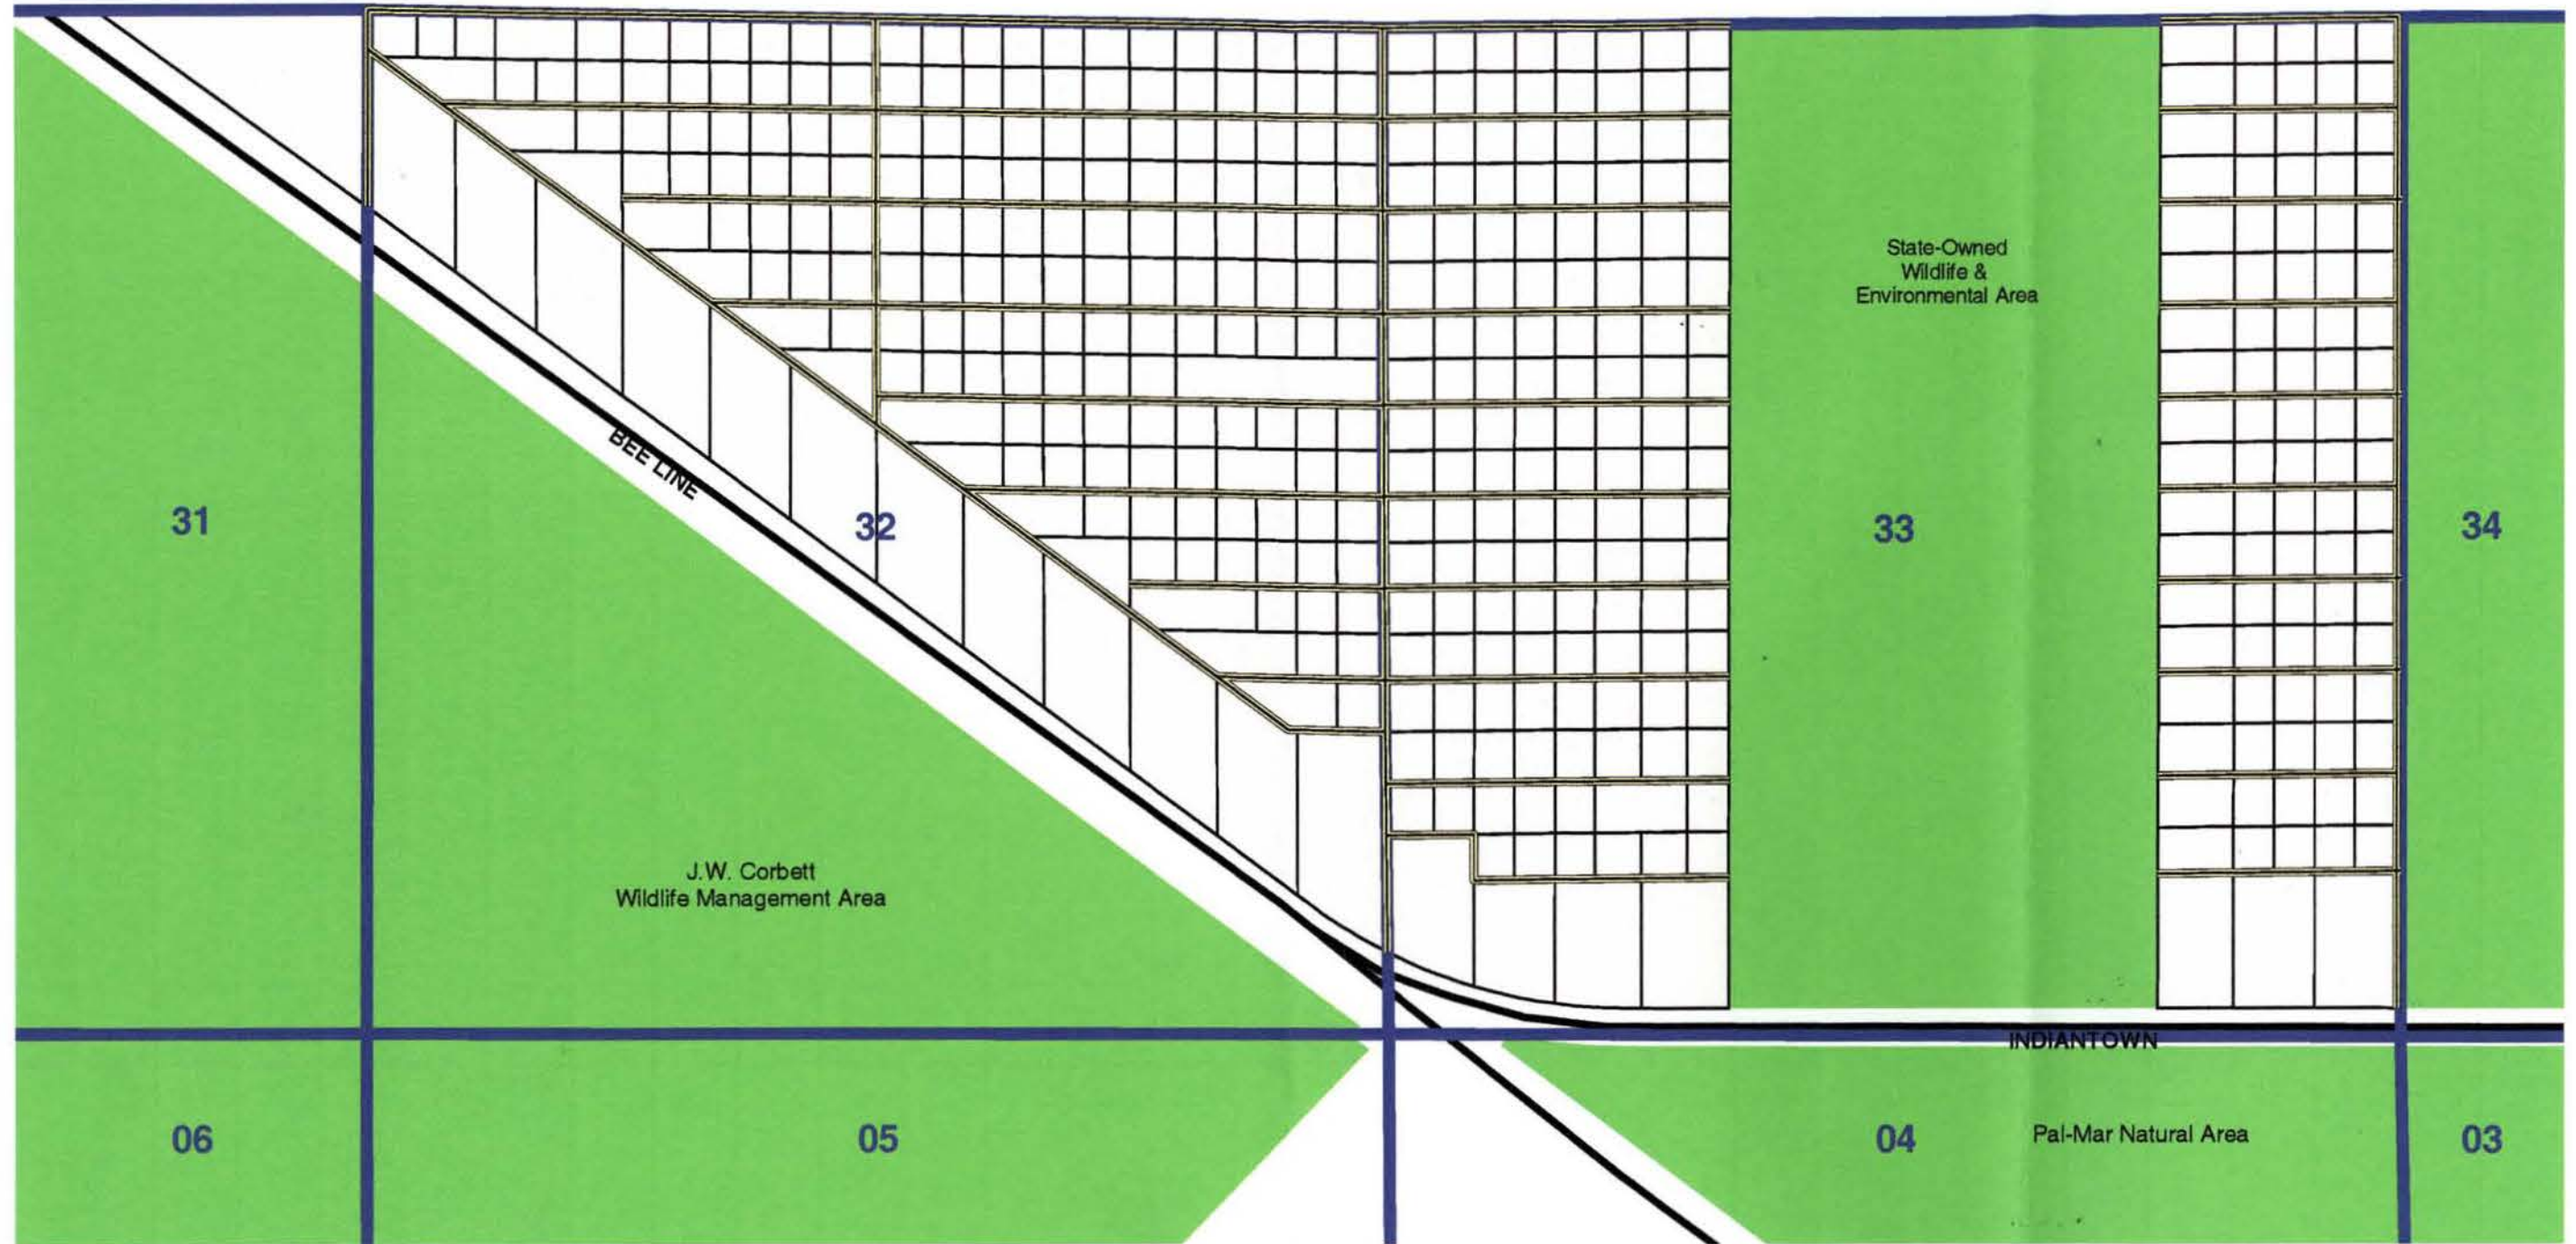 State-Owned
Wildlife &
Environmental Area
BEE LINE
31
32
33
34
J.W. Corbett
Wildlife Management Area
INDIANTOWN
06
05
04
Pal-Mar Natural Area
03